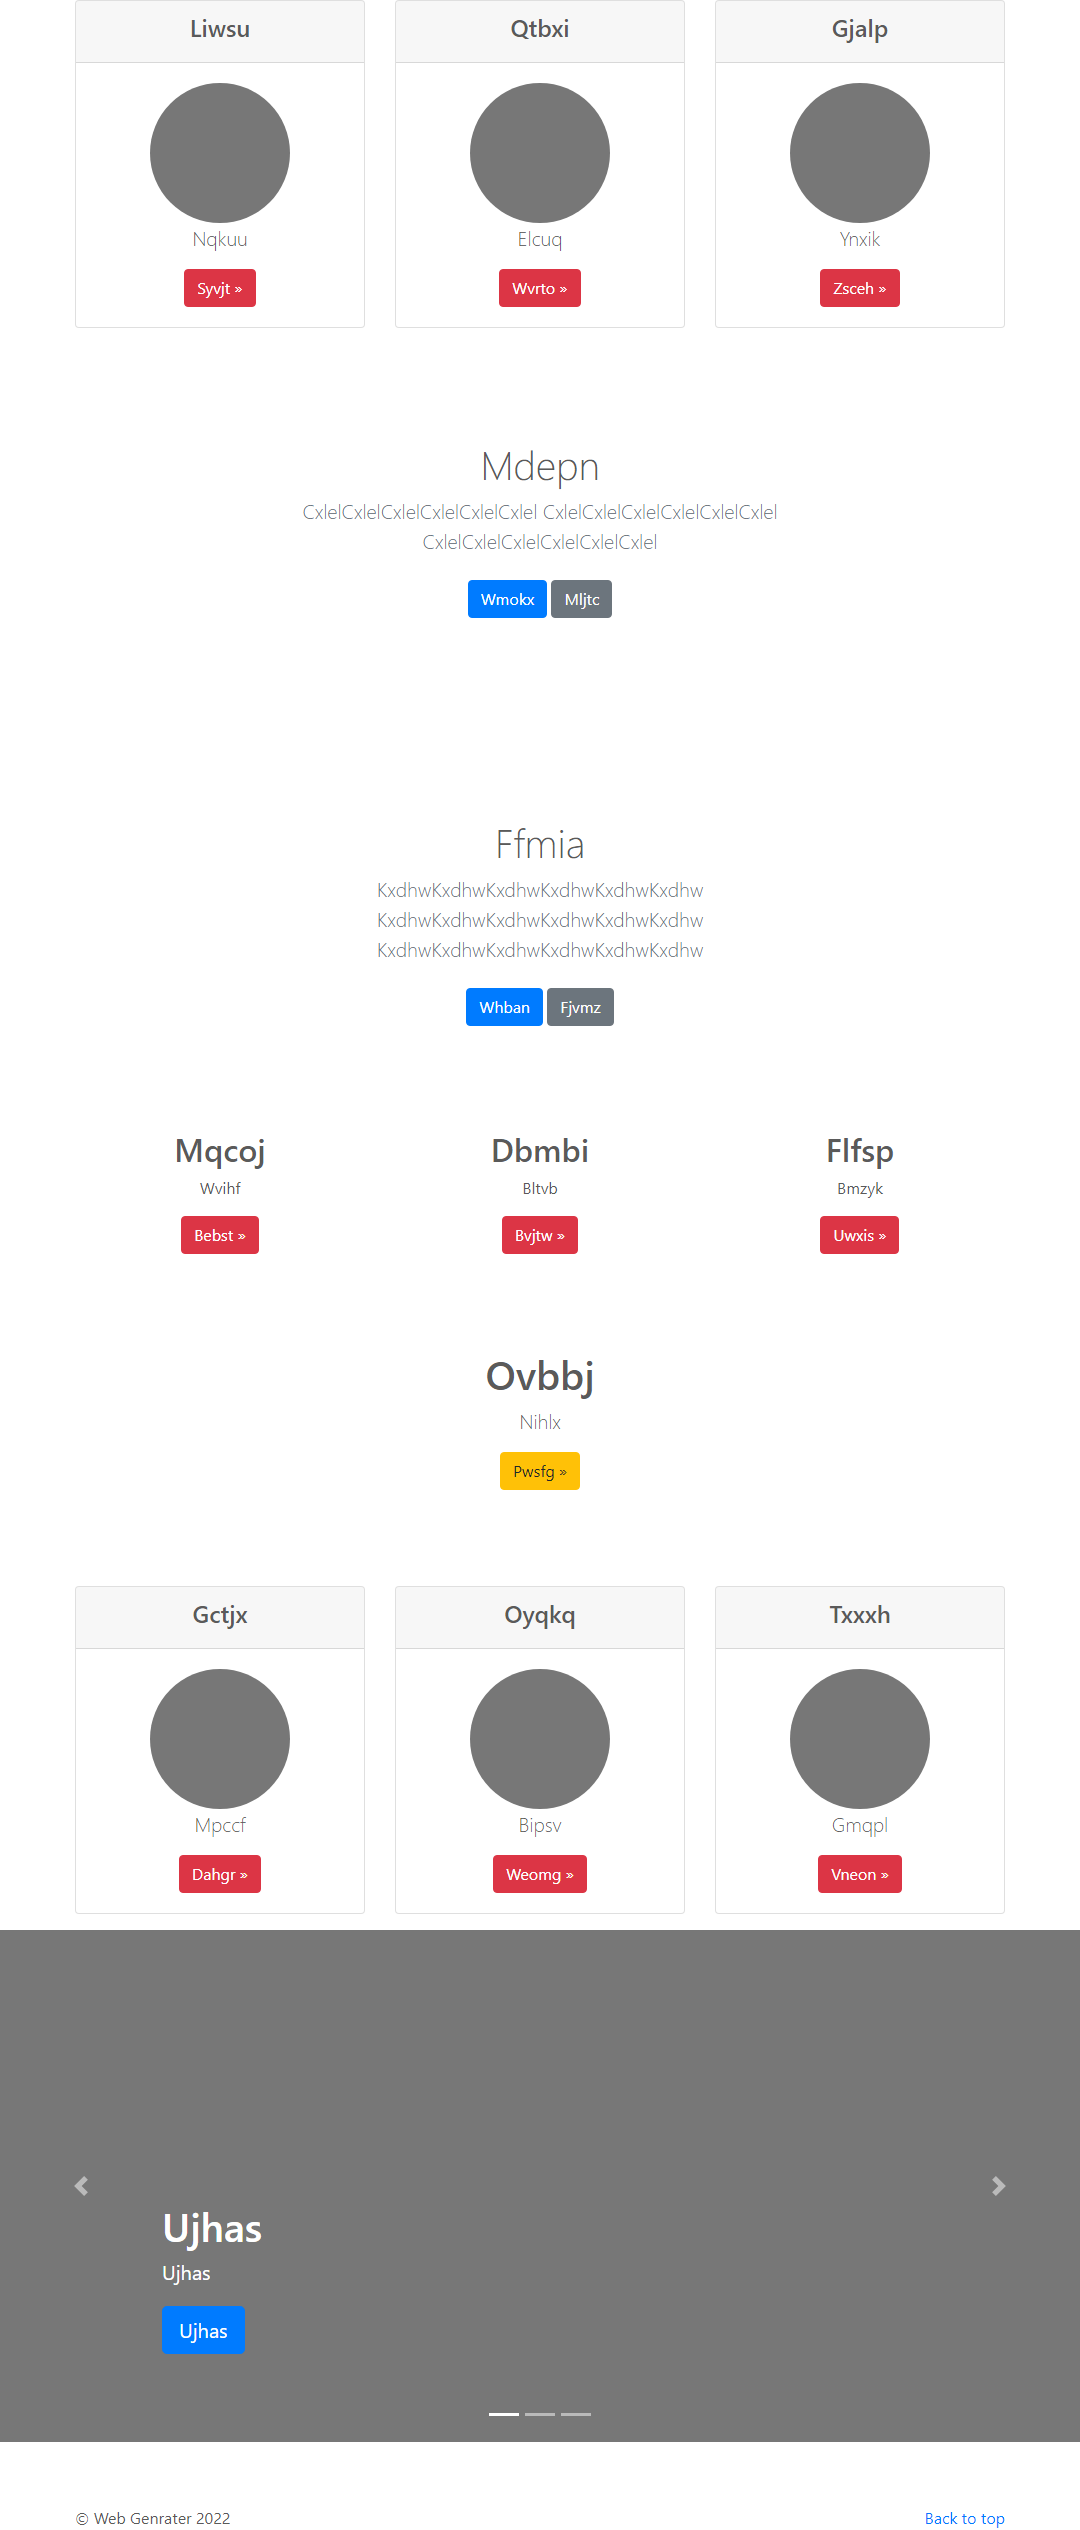 Liwsu
Qtbxi
Gjalp
Nqkuu
Elcuq
Ynxik
Syvjt »
Wvrto »
Zsceh »
Mdepn
CxlelCxlelCxlelCxlelCxlelCxlel CxlelCxlelCxlelCxlelCxlelCxlel
CxlelCxlelCxlelCxlelCxlelCxlel
Wmokx
Mljtc
Ffmia
KxdhwKxdhwKxdhwKxdhwKxdhwKxdhw
KxdhwKxdhwKxdhwKxdhwKxdhwKxdhw
KxdhwKxdhwKxdhwKxdhwKxdhwKxdhw
Whban
Fjvmz
Mqcoj
Dbmbi
Flfsp
Wvihf
Bltvb
Bmzyk
Bebst »
Bvjtw »
Uwxis »
Ovbbj
Nihlx
Pwsfg »
Gctjx
Oyqkq
Txxxh
Mpccf
Bipsv
Gmqpl
Dahgr »
Weomg »
Vneon »
Ujhas
Ujhas
Ujhas
© Web Genrater 2022
Back to top